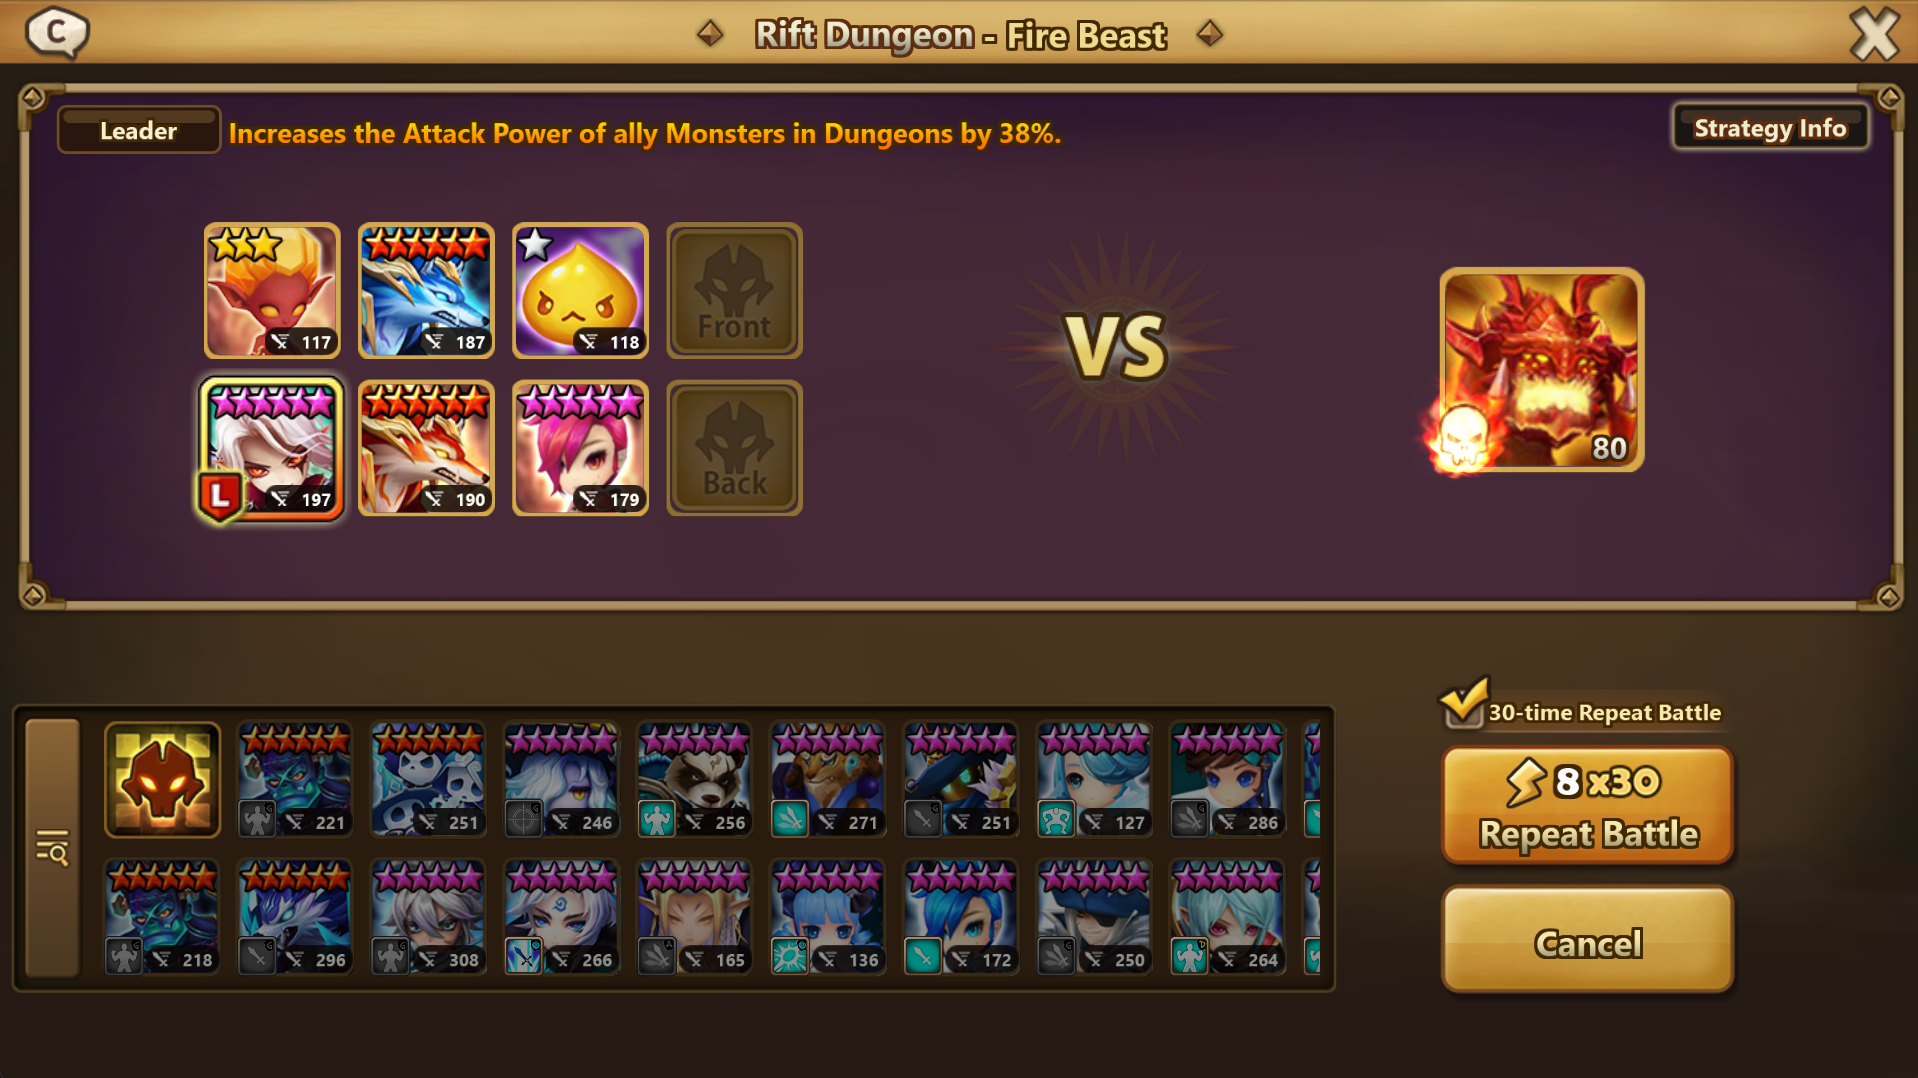 C
Rift Dungeon - Fire Beast
Leader
Increases the Attack Power of ally Monsters in Dungeons by 38%.
Strategy Info
117
187
118
Front
L
197
190
179
Back
VS
80
221
251
246
256
271
251
127
286
218
296
308
266
165
136
172
250
264
30-time Repeat Battle
8 x30
Repeat Battle
Cancel